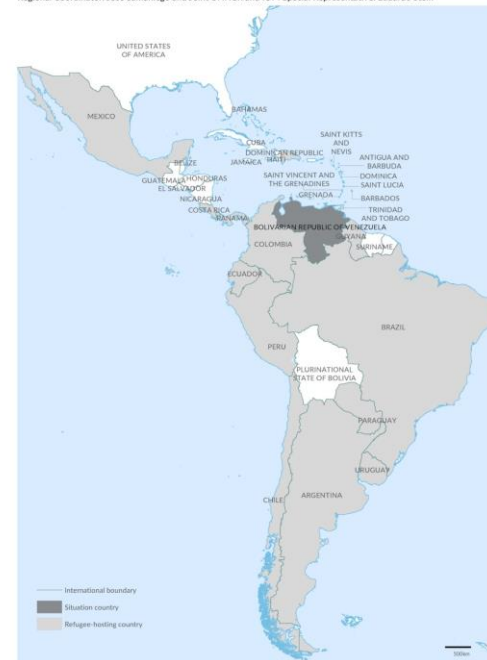 UNITED STATES
OF AMERICA
MEXICO
BAHAMAS
CUBA
DOMINICAN REPUBLIC
HAITI
JAMAICA
BELIZE
GUATEMALA
HONDURAS
EL SALVADOR
NICARAGUA
COSTA RICA
PANAMA
SAINT KITTS
AND
NEVIS
ANTIGUA AND
BARBUDA
DOMINICA
SAINT LUCIA
SAINT VINCENT AND
THE GRENADINES
GRENADA
BARBADOS
TRINIDAD
AND TOBAGO
BOLIVARIAN REPUBLIC OF VENEZUELA
GUYANA
SURINAME
COLOMBIA
ECUADOR
BRAZIL
PERU
PLURINATIONAL
STATE OF BOLIVIA
PARAGUAY
URUGUAY
CHILE
ARGENTINA
International boundary
Situation country
Refugee-hosting country